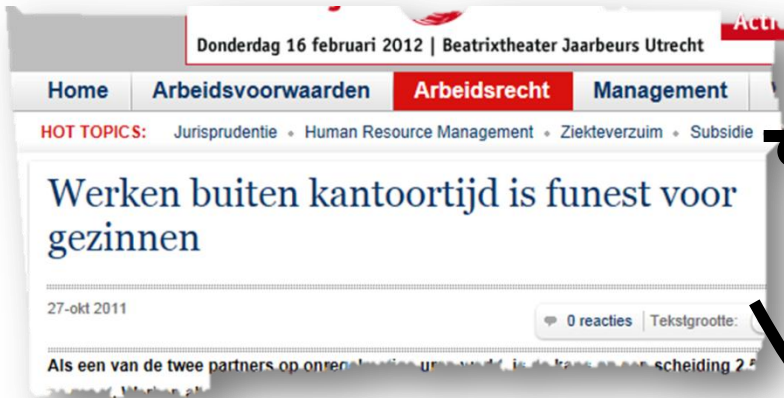 Donderdag 16 februari 2012 | Beatrixtheater Jaarbeurs Utrecht
Home Arbeidsvoorwaarden Arbeidsrecht Management
HOT TOPICS: Jurisprudentie • Human Resource Management • Ziekteverzuim • Subsidie
Werken buiten kantoortijd is funest voor
gezinnen
27-okt 2011
0 reacties | Tekstgrootte:
Als een van de twee partners op scheiding